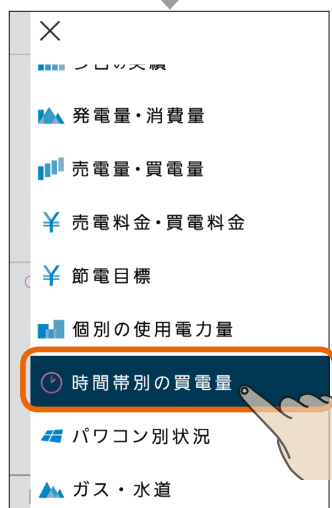 発電量・消費量
売電量・買電量
¥ 売電料金・買電料金
¥ 節電目標
個別の使用電力量
時間帯別の買電量
パワコン別状況
ガス・水道